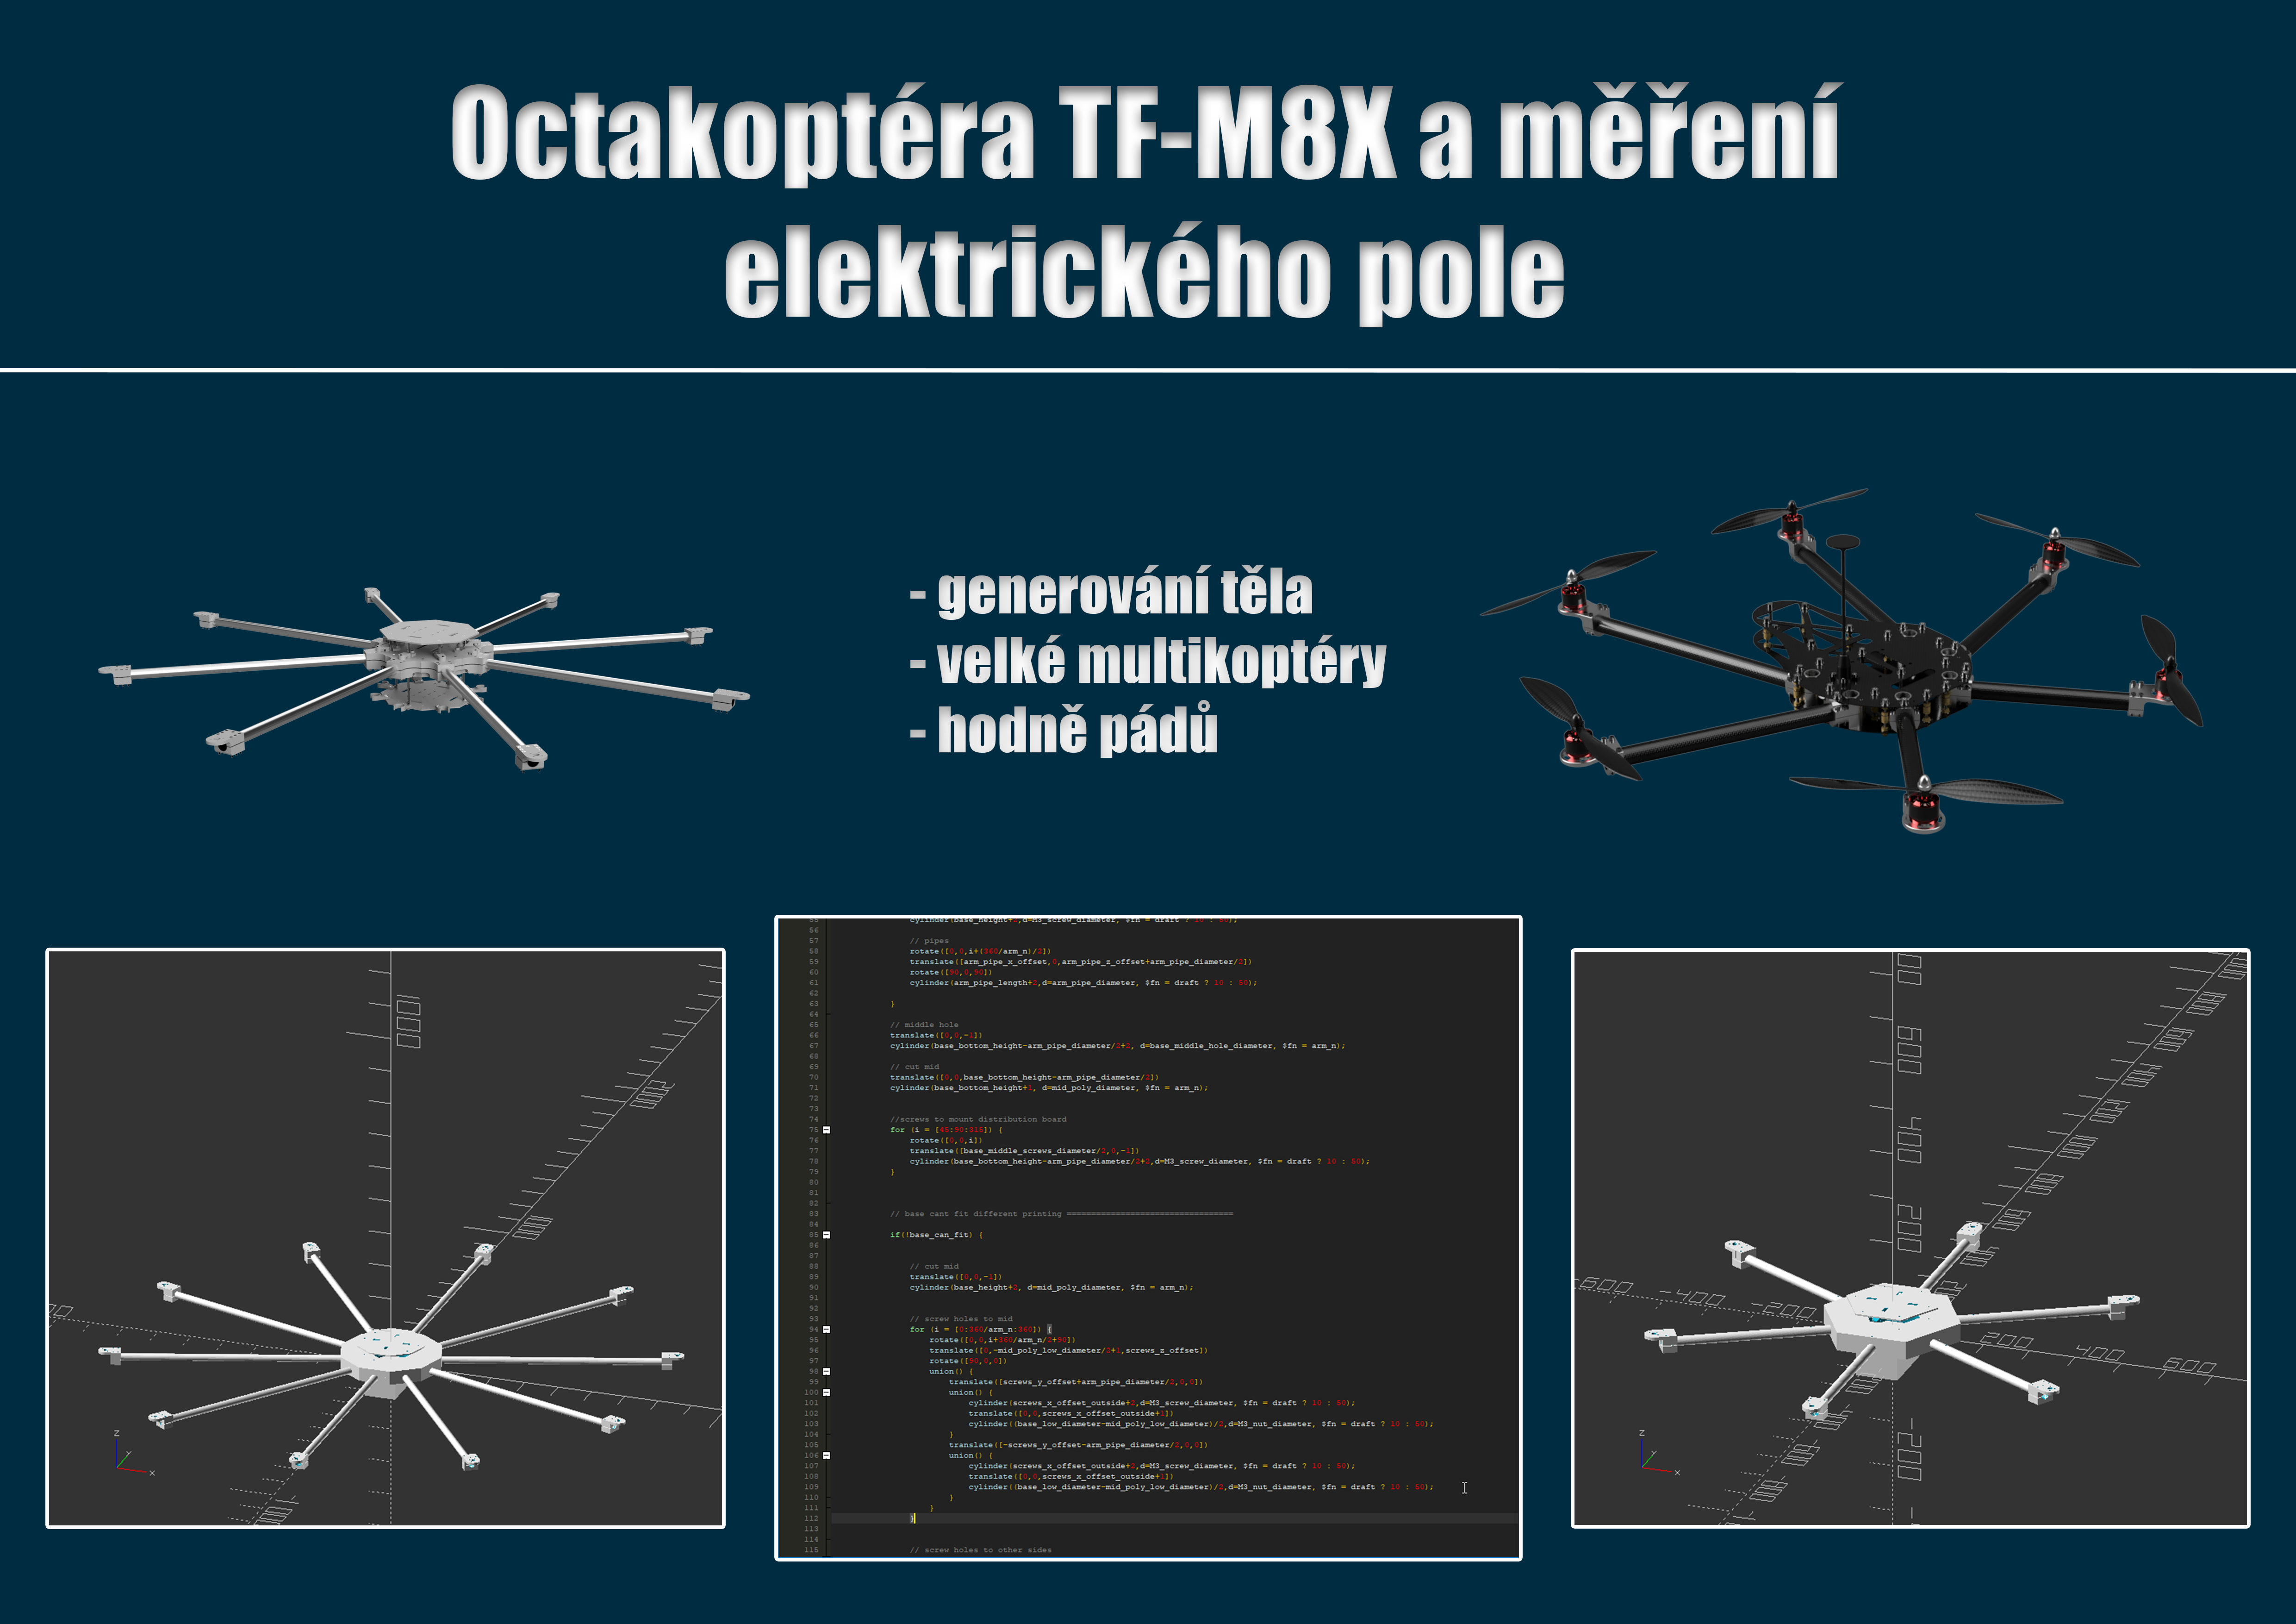 Octakoptéra TF-M8X a měření
elektrického pole
- generování těla
- velké multikoptéry
- hodně pádů
55 cylinder(base_height+2,d=M3_screw_diameter, $fn = draft ? 10 : 50);
56
57 // pipes
58 rotate([0,0,i+(360/arm_n)/2])
59 translate([arm_pipe_x_offset,0,arm_pipe_z_offset+arm_pipe_diameter/2])
60 rotate([90,0,90])
61 cylinder(arm_pipe_length+2,d=arm_pipe_diameter, $fn = draft ? 10 : 50);
62
63 }
64
65 // middle hole
66 translate([0,0,-1])
67 cylinder(base_bottom_height-arm_pipe_diameter/2+2, d=base_middle_hole_diameter, $fn = arm_n);
68
69 // cut mid
70 translate([0,0,base_bottom_height-arm_pipe_diameter/2])
71 cylinder(base_bottom_height+1, d=mid_poly_diameter, $fn = arm_n);
72
73
74 //screws to mount distribution board
75 for (i = [45:90:315]) {
76 rotate([0,0,i])
77 translate([base_middle_screws_diameter/2,0,-1])
78 cylinder(base_bottom_height-arm_pipe_diameter/2+2,d=M3_screw_diameter, $fn = draft ? 10 : 50);
79 }
80
81
82
83 // base cant fit different printing ==================================
84
85 if(!base_can_fit) {
86
87
88 // cut mid
89 translate([0,0,-1])
90 cylinder(base_height+2, d=mid_poly_diameter, $fn = arm_n);
91
92
93 // screw holes to mid
94 for (i = [0:360/arm_n:360]) {
95 rotate([0,0,i+360/arm_n/2+90])
96 translate([0,-mid_poly_low_diameter/2+1,screws_z_offset])
97 rotate([90,0,0])
98 union() {
99 translate([screws_y_offset+arm_pipe_diameter/2,0,0])
100 union() {
101 cylinder(screws_x_offset_outside+2,d=M3_screw_diameter, $fn = draft ? 10 : 50);
102 translate([0,0,screws_x_offset_outside+1])
103 cylinder((base_low_diameter-mid_poly_low_diameter)/2,d=M3_nut_diameter, $fn = draft ? 10 : 50);
104 }
105 translate([-screws_y_offset-arm_pipe_diameter/2,0,0])
106 union() {
107 cylinder(screws_x_offset_outside+2,d=M3_screw_diameter, $fn = draft ? 10 : 50);
108 translate([0,0,screws_x_offset_outside+1])
109 cylinder((base_low_diameter-mid_poly_low_diameter)/2,d=M3_nut_diameter, $fn = draft ? 10 : 50);
110 }
111 }
112 }
113
114
115 // screw holes to other sides
Z
Y
X
600
400
200
-600
-400
-200
200
400
600
-200
Z
Y
X